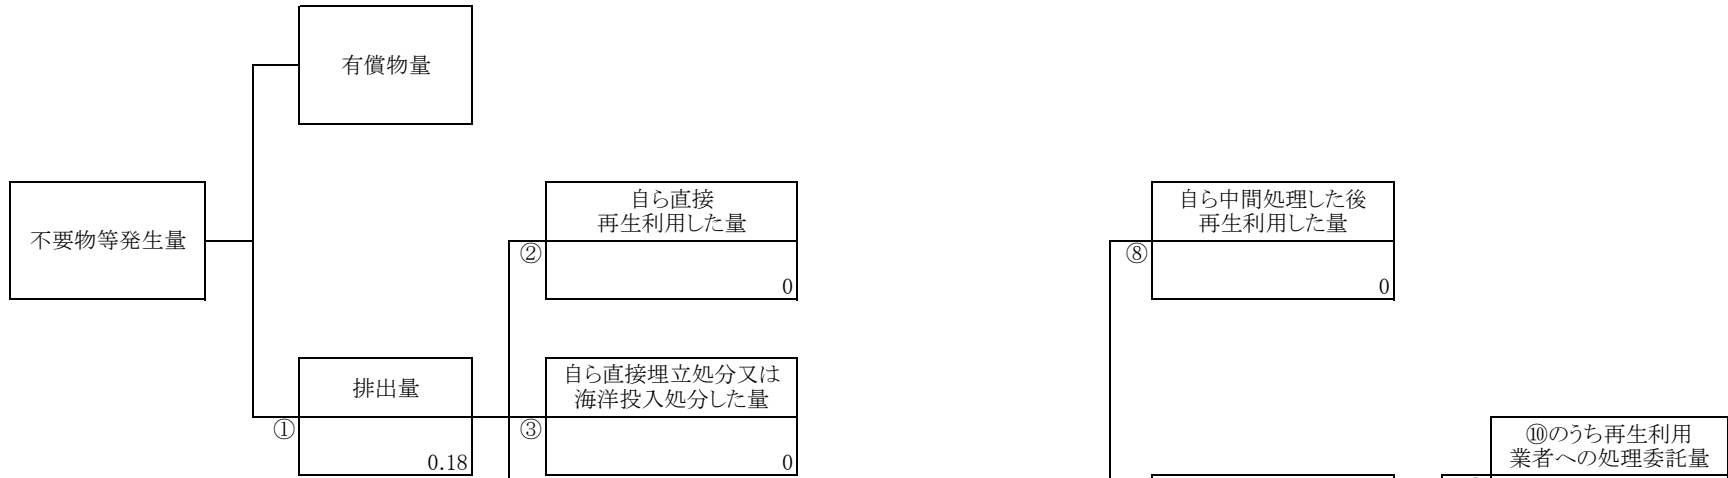 有償物量
不要物等発生量
自ら直接
再生利用した量
②
0
自ら中間処理した後
再生利用した量
⑧
0
排出量
①
0.18
自ら直接埋立処分又は
海洋投入処分した量
③
0
⑩のうち再生利用
業者への処理委託量